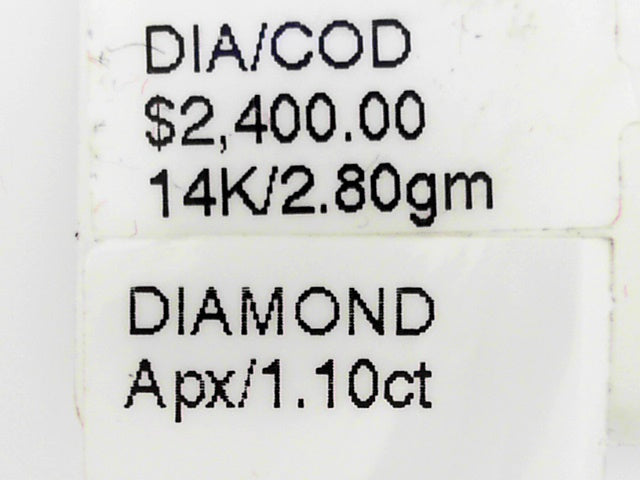 DIA/COD
$2,400.00
14K/2.80gm
DIAMOND
Apx/1.10ct